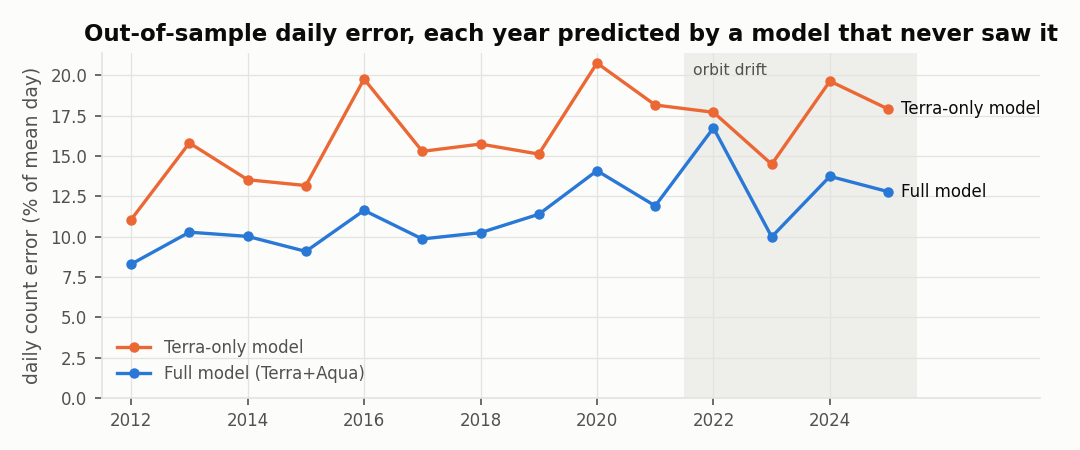 Out-of-sample daily error, each year predicted by a model that never saw it
daily count error (% of mean day)
20.0
17.5
15.0
12.5
10.0
7.5
5.0
2.5
0.0
orbit drift
Terra-only model
Full model
Terra-only model
Full model (Terra+Aqua)
2012 2014 2016 2018 2020 2022 2024